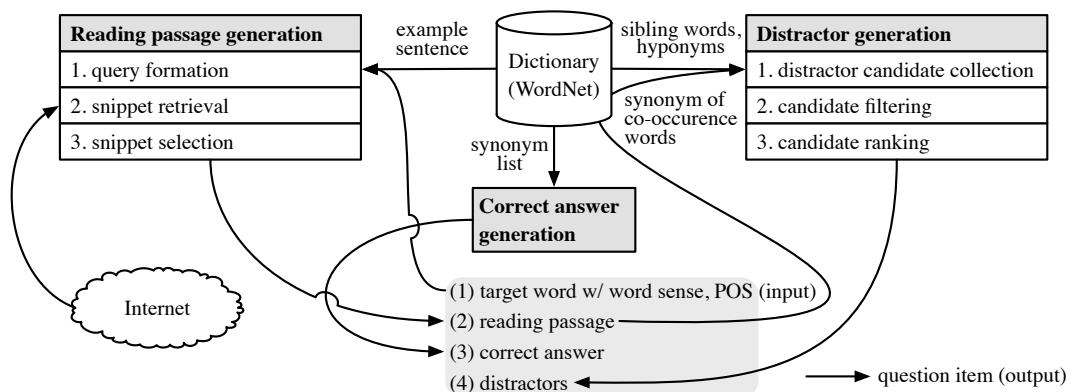 Reading passage generation
1. query formation
2. snippet retrieval
3. snippet selection
example
sentence
Dictionary
(WordNet)
sibling words,
hyponyms
synonym of
co-occurence
words
Distractor generation
1. distractor candidate collection
2. candidate filtering
3. candidate ranking
synonym
list
Correct answer
generation
Internet
(1) target word w/ word sense, POS (input)
(2) reading passage
(3) correct answer
(4) distractors
question item (output)